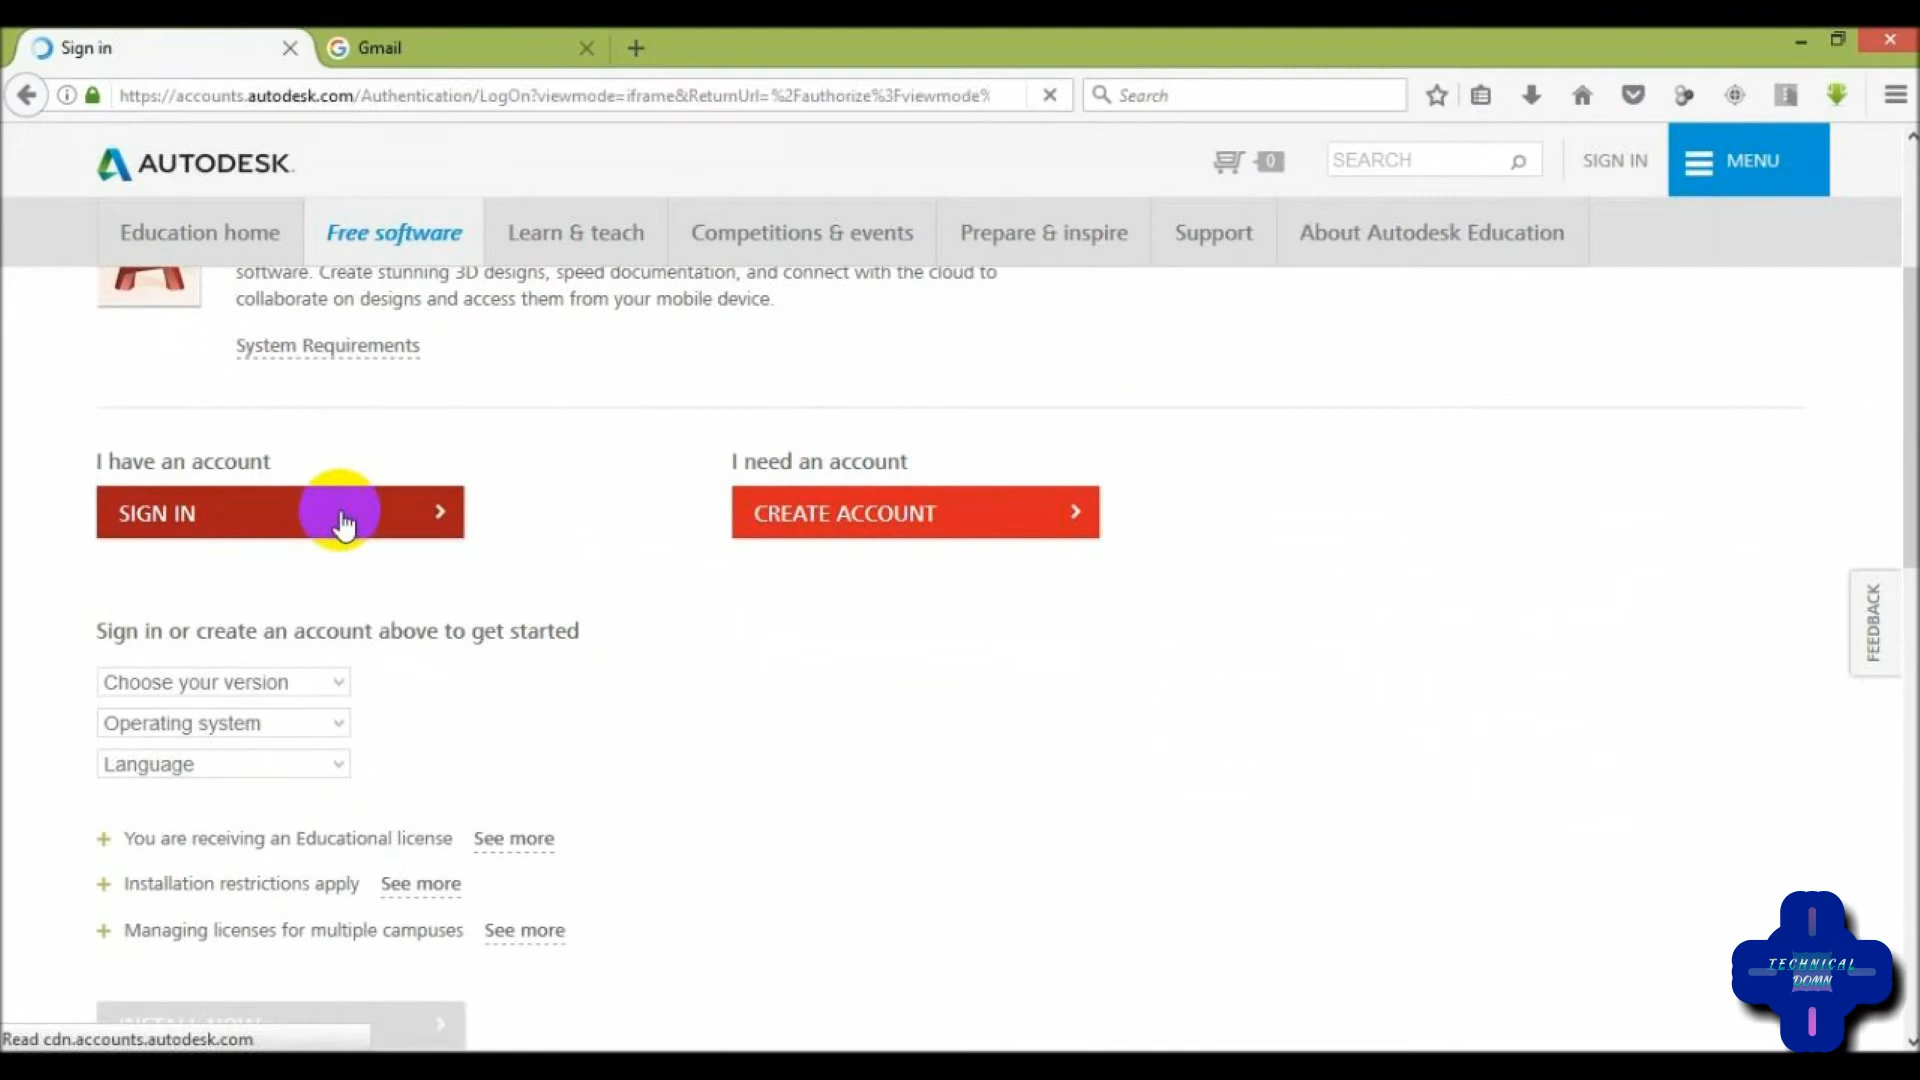 Sign in
Gmail
https://accounts.autodesk.com/Authentication/LogOn?viewmode=iframe&ReturnUrl=%2Fauthorize%3Fviewmode%
Search
AUTODESK.
0
SEARCH
SIGN IN
MENU
Education home
Free software
Learn & teach
Competitions & events
Prepare & inspire
Support
About Autodesk Education
software. Create stunning 3D designs, speed documentation, and connect with the cloud to
collaborate on designs and access them from your mobile device.
System Requirements
I have an account
I need an account
SIGN IN
CREATE ACCOUNT
FEEDBACK
Sign in or create an account above to get started
Choose your version
Operating system
Language
You are receiving an Educational license See more
Installation restrictions apply See more
Managing licenses for multiple campuses See more
TECHNICAL
DOMN
INSTALL NOW
Read cdn.accounts.autodesk.com